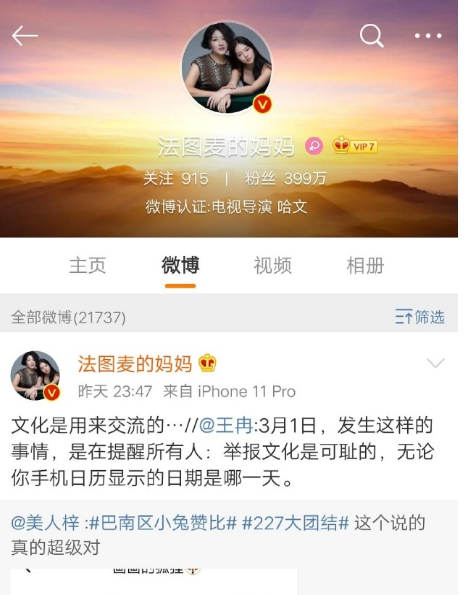 法图麦的妈妈 VIP 7
关注 915 | 粉丝 399万
微博认证:电视导演 哈文
主页 微博 视频 相册
全部微博(21737) 筛选
法图麦的妈妈
昨天 23:47 来自 iPhone 11 Pro
文化是用来交流的…//@王冉:3月1日，发生这样的
事情，是在提醒所有人：举报文化是可耻的，无论
你手机日历显示的日期是哪一天。
@美人梓 :#巴南区小兔赞比# #227大团结# 这个说的
真的超级对